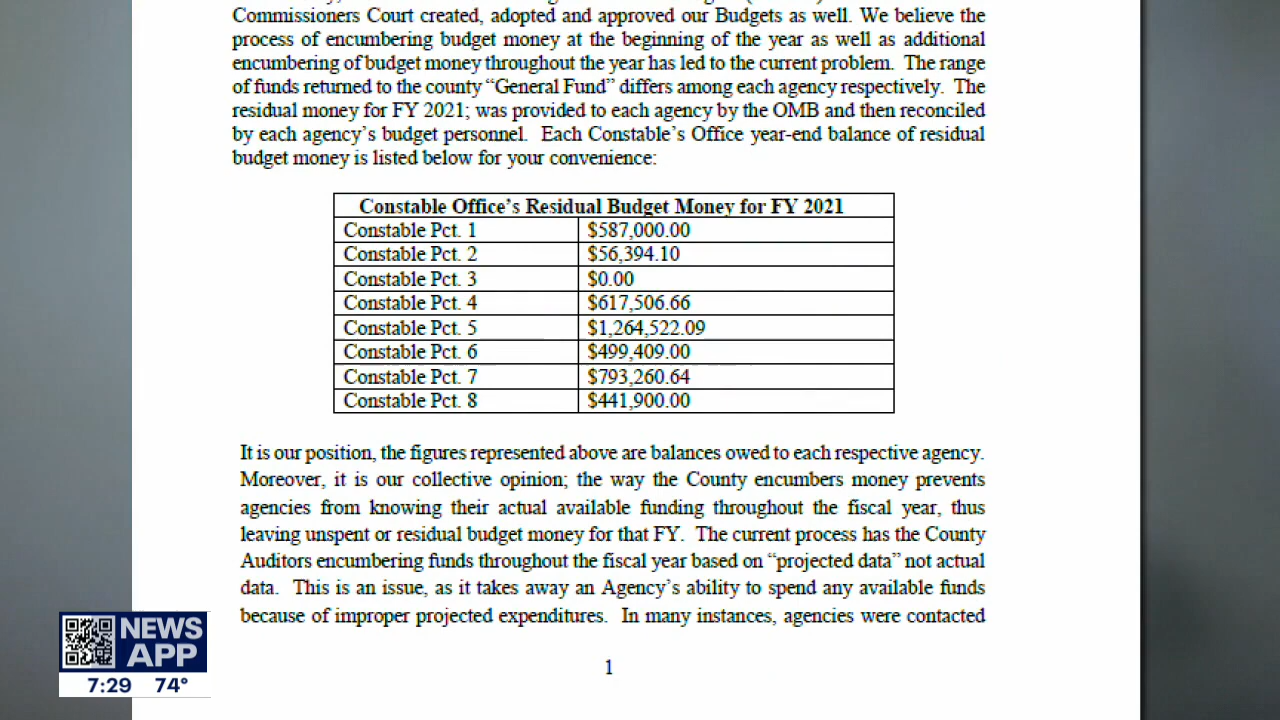 Commissioners Court created, adopted and approved our Budgets as well. We believe the
process of encumbering budget money at the beginning of the year as well as additional
encumbering of budget money throughout the year has led to the current problem. The range
of funds returned to the county “General Fund” differs among each agency respectively. The
residual money for FY 2021; was provided to each agency by the OMB and then reconciled
by each agency’s budget personnel. Each Constable’s Office year-end balance of residual
budget money is listed below for your convenience:
Constable Office’s Residual Budget Money for FY 2021
Constable Pct. 1 $587,000.00
Constable Pct. 2 $56,394.10
Constable Pct. 3 $0.00
Constable Pct. 4 $617,506.66
Constable Pct. 5 $1,264,522.09
Constable Pct. 6 $499,409.00
Constable Pct. 7 $793,260.64
Constable Pct. 8 $441,900.00
It is our position, the figures represented above are balances owed to each respective agency.
Moreover, it is our collective opinion; the way the County encumbers money prevents
agencies from knowing their actual available funding throughout the fiscal year, thus
leaving unspent or residual budget money for that FY. The current process has the County
Auditors encumbering funds throughout the fiscal year based on “projected data” not actual
data. This is an issue, as it takes away an Agency’s ability to spend any available funds
because of improper projected expenditures. In many instances, agencies were contacted
1
NEWS
APP
7:29 74°